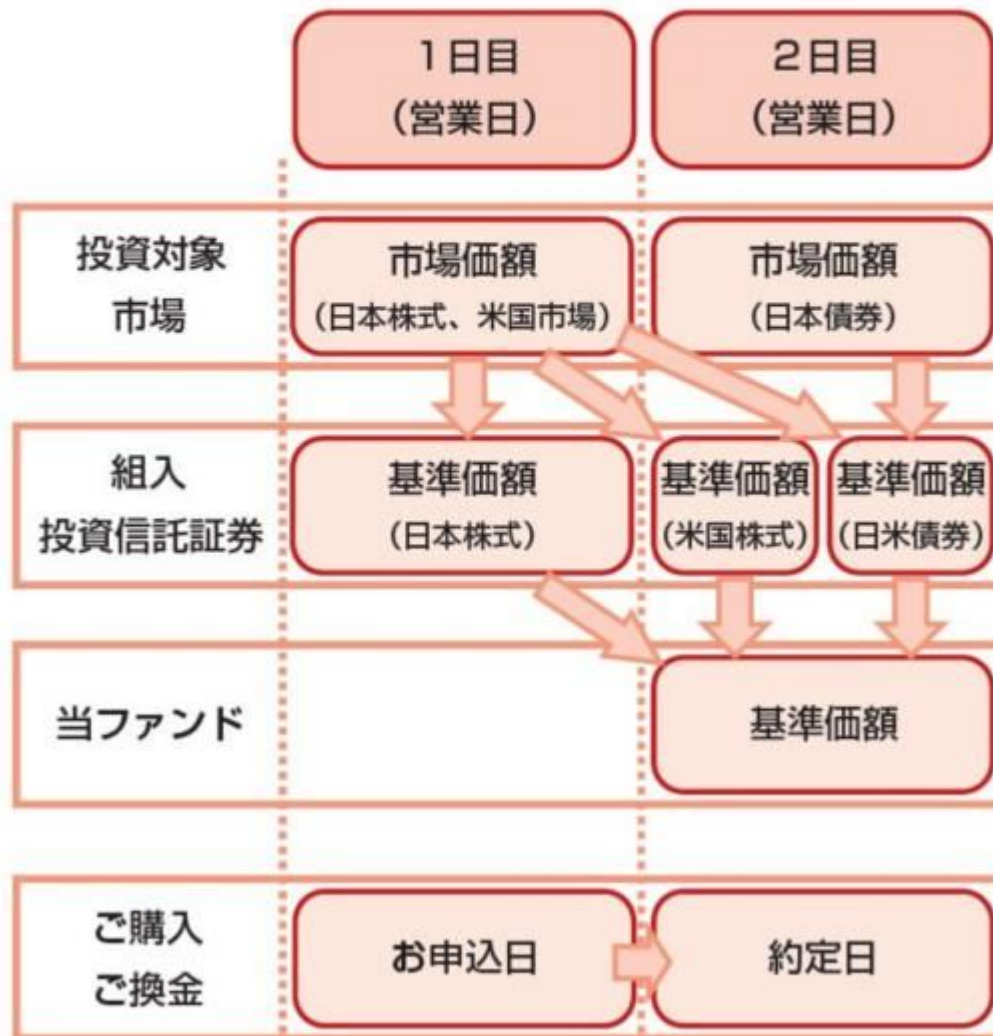 1日目
（営業日）
2日目
（営業日）
投資対象
市場
市場価額
（日本株式、米国市場）
市場価額
（日本債券）
組入
投資信託証券
基準価額
（日本株式）
基準価額
（米国株式）
基準価額
（日米債券）
当ファンド
基準価額
ご購入
ご換金
お申込日
約定日